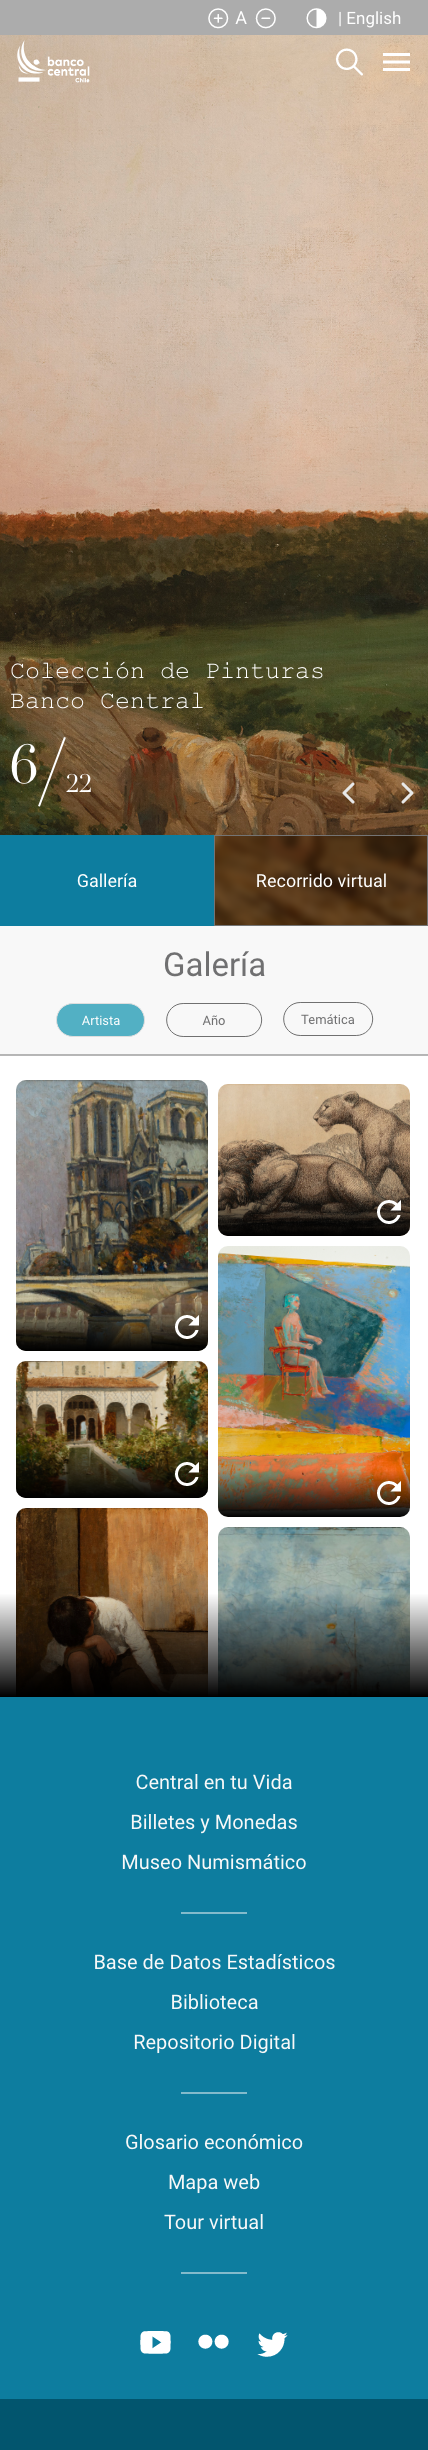 A
| English
banco
central
Chile
Colección de Pinturas
Banco Central
6/22
Gallería
Recorrido virtual
Galería
Artista
Año
Temática
Central en tu Vida
Billetes y Monedas
Museo Numismático
Base de Datos Estadísticos
Biblioteca
Repositorio Digital
Glosario económico
Mapa web
Tour virtual